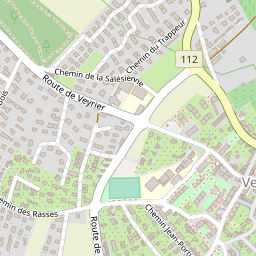 Chemin du Trappeur
112
Chemin de la Salésienne
Route de Veyrier
Ve
Chemin des Rasses
Route de
Chemin Jean-Portier